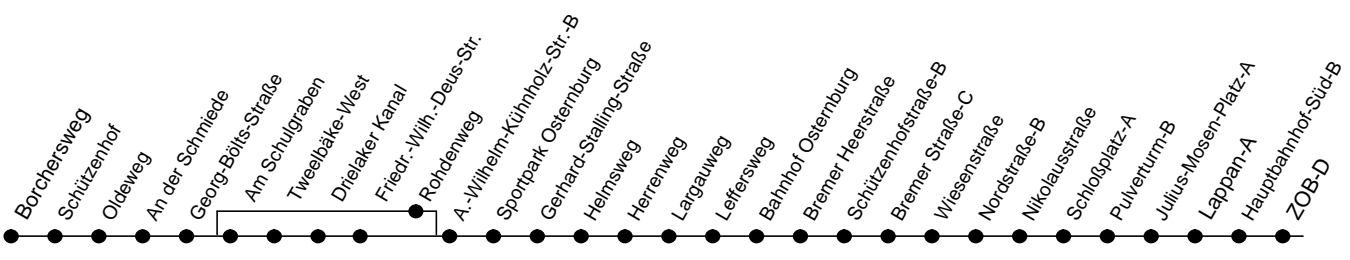 Borchersweg
Schützenhof
Oldeweg
An der Schmiede
Georg-Bölts-Straße
Am Schulgraben
Tweelbäke-West
Drielaker Kanal
Friedr.-Wilh.-Deus-Str.
Rohdenweg
A.-Wilhelm-Kühnholz-Str.-B
Sportpark Osternburg
Gerhard-Stalling-Straße
Helmsweg
Herrenweg
Largauweg
Leffersweg
Bahnhof Osternburg
Bremer Heerstraße
Schützenhofstraße-B
Bremer Straße-C
Wiesenstraße
Nordstraße-B
Nikolausstraße
Schloßplatz-A
Pulverturm-B
Julius-Mosen-Platz-A
Lappan-A
Hauptbahnhof-Süd-B
ZOB-D